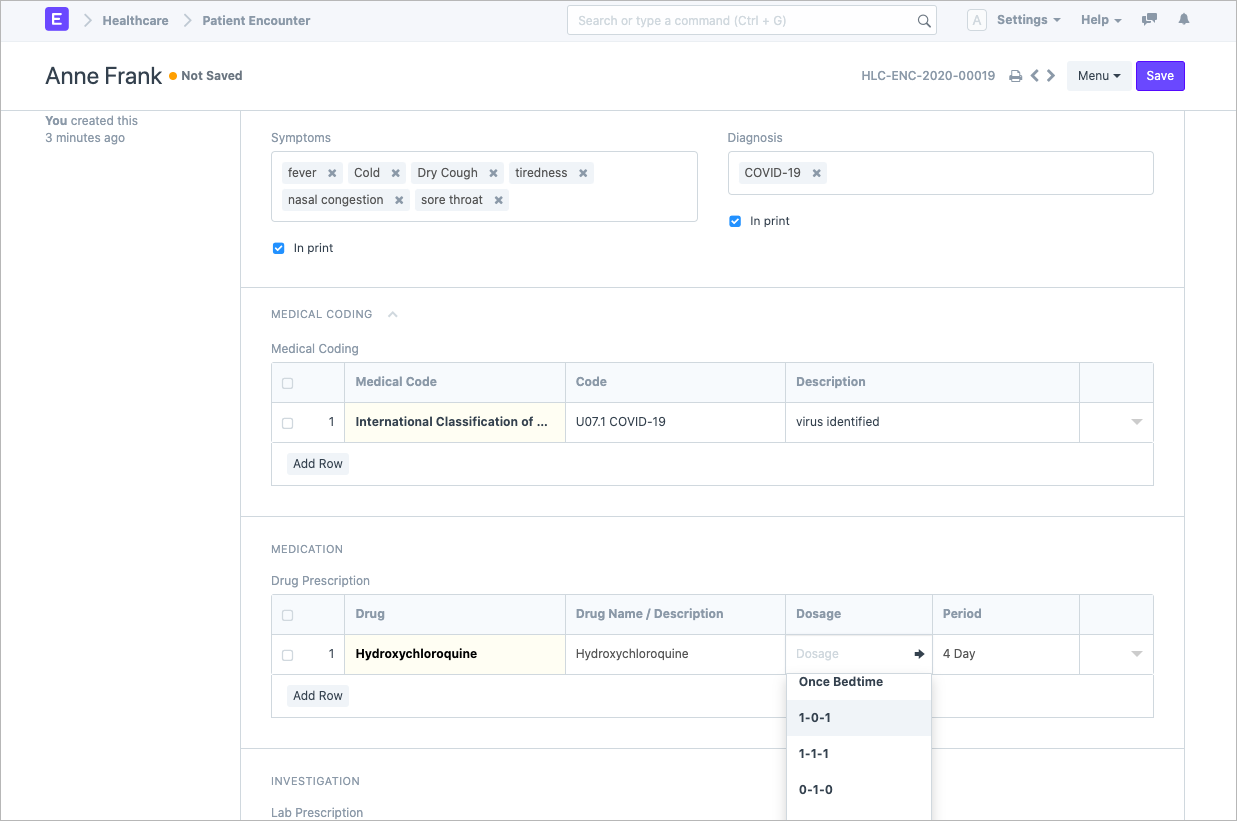 E Healthcare Patient Encounter Search or type a command (Ctrl + G) A Settings Help
Anne Frank Not Saved HLC-ENC-2020-00019 Menu Save
You created this
3 minutes ago
Symptoms Diagnosis
fever Cold Dry Cough tiredness COVID-19
nasal congestion sore throat
In print
In print
MEDICAL CODING
Medical Coding
Medical Code Code Description
1 International Classification of ... U07.1 COVID-19 virus identified
Add Row
MEDICATION
Drug Prescription
Drug Drug Name / Description Dosage Period
1 Hydroxychloroquine Hydroxychloroquine Dosage 4 Day
Once Bedtime
Add Row
1-0-1
1-1-1
INVESTIGATION
0-1-0
Lab Prescription